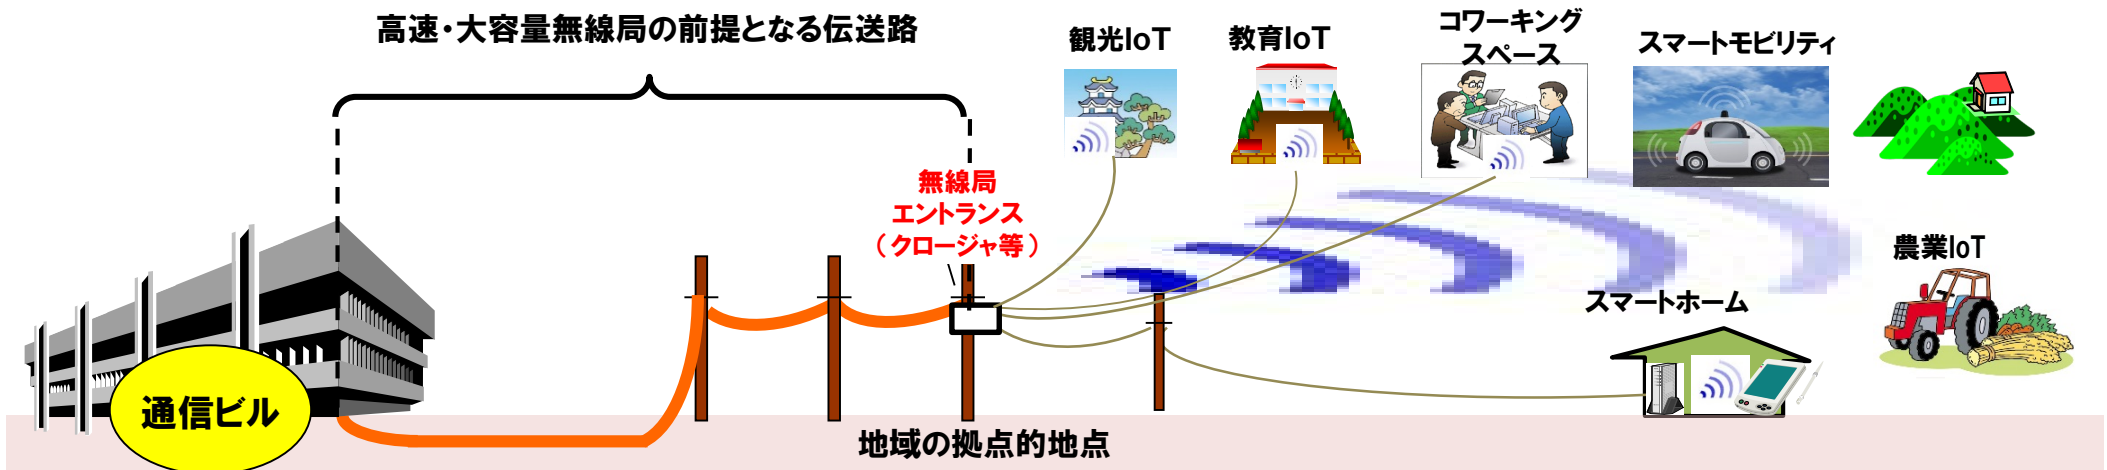 高速・大容量無線局の前提となる伝送路
観光IoT
教育IoT
コワーキング
スペース
スマートモビリティ
無線局
エントランス
（クロージャ等）
農業IoT
スマートホーム
通信ビル
地域の拠点的地点